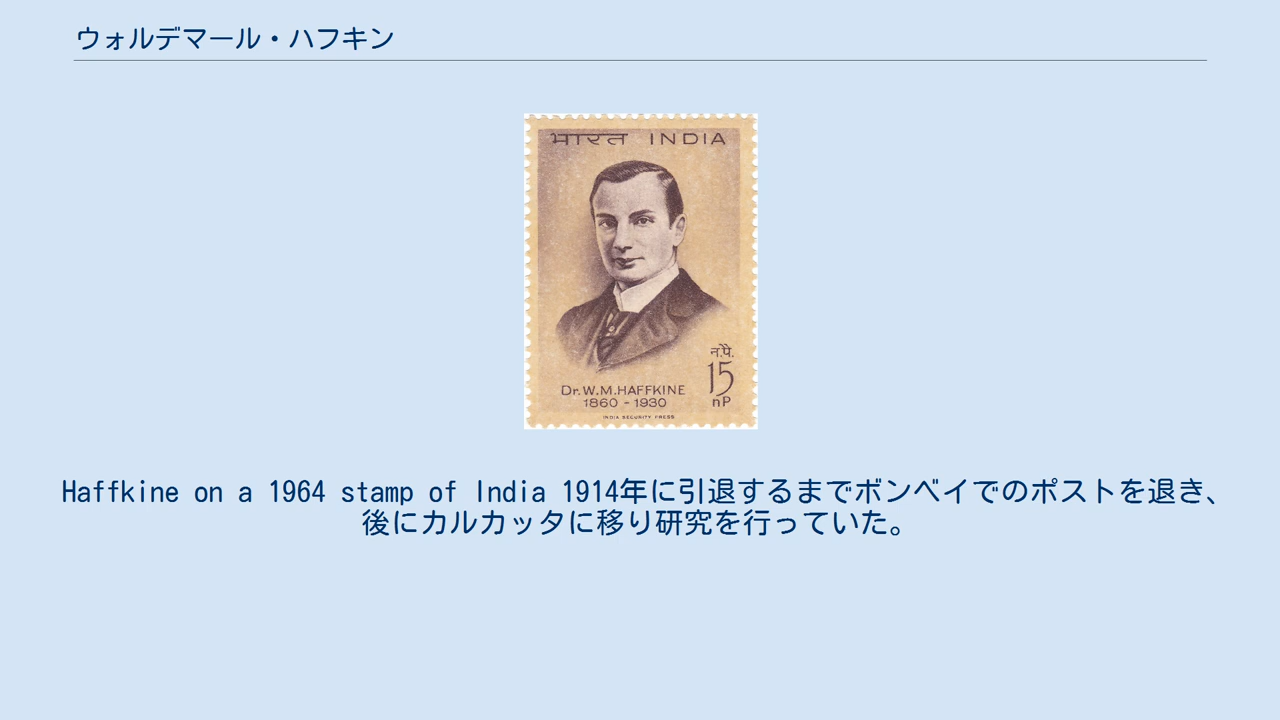 ウォルデマール・ハフキン
भारत INDIA
न.पै.
15
nP
Dr. W.M. HAFFKINE
1860 - 1930
INDIA SECURITY PRESS
Haffkine on a 1964 stamp of India 1914年に引退するまでボンベイでのポストを退き、
後にカルカッタに移り研究を行っていた。